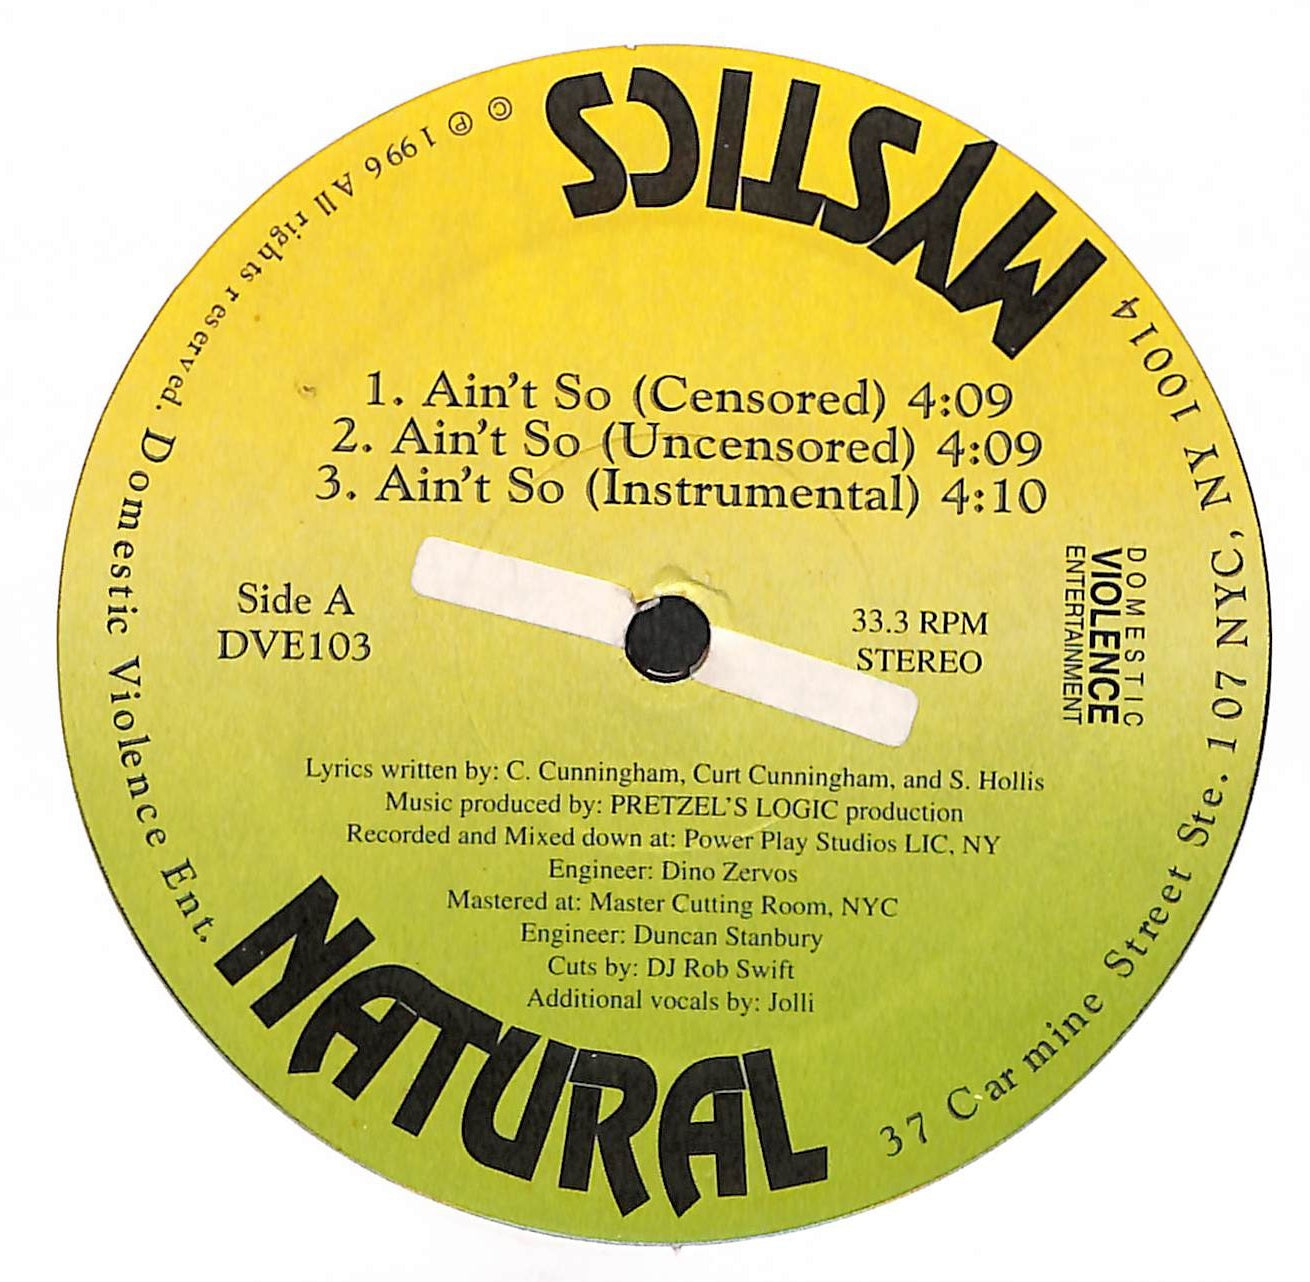 MYSTICS
1. Ain't So (Censored) 4:09
2. Ain't So (Uncensored) 4:09
3. Ain't So (Instrumental) 4:10
Side A
DVE103
33.3 RPM
STEREO
DOMESTIC
VIOLENCE
ENTERTAINMENT
Lyrics written by: C. Cunningham, Curt Cunningham, and S. Hollis
Music produced by: PRETZEL'S LOGIC production
Recorded and Mixed down at: Power Play Studios LIC, NY
Engineer: Dino Zervos
Mastered at: Master Cutting Room, NYC
Engineer: Duncan Stanbury
Cuts by: DJ Rob Swift
Additional vocals by: Jolli
NATURAL
© ℗ 1996 All rights reserved. Domestic Violence Ent. 37 Carmine Street Ste. 107 NYC, NY 10014